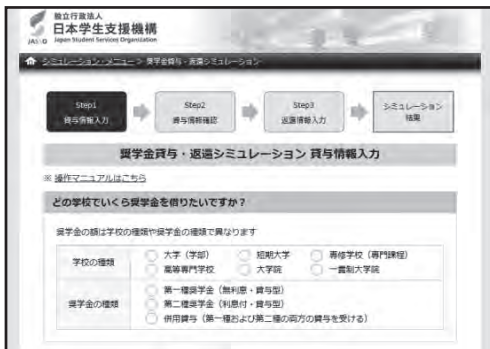 独立行政法人
日本学生支援機構
JASSO Japan Student Services Organization
シミュレーション・メニュー > 奨学金貸与・返還シミュレーション
Step1
貸与情報入力
Step2
貸与情報確認
Step3
返還情報入力
シミュレーション
結果
奨学金貸与・返還シミュレーション 貸与情報入力
※ 操作マニュアルはこちら
どの学校でいくら奨学金を借りたいですか？
奨学金の額は学校の種類や奨学金の種類で異なります
学校の種類
大学（学部） 短期大学 専修学校（専門課程）
高等専門学校 大学院 一貫制大学院
奨学金の種類
第一種奨学金（無利息・貸与型）
第二種奨学金（利息付・貸与型）
併用貸与（第一種および第二種の両方の貸与を受ける）